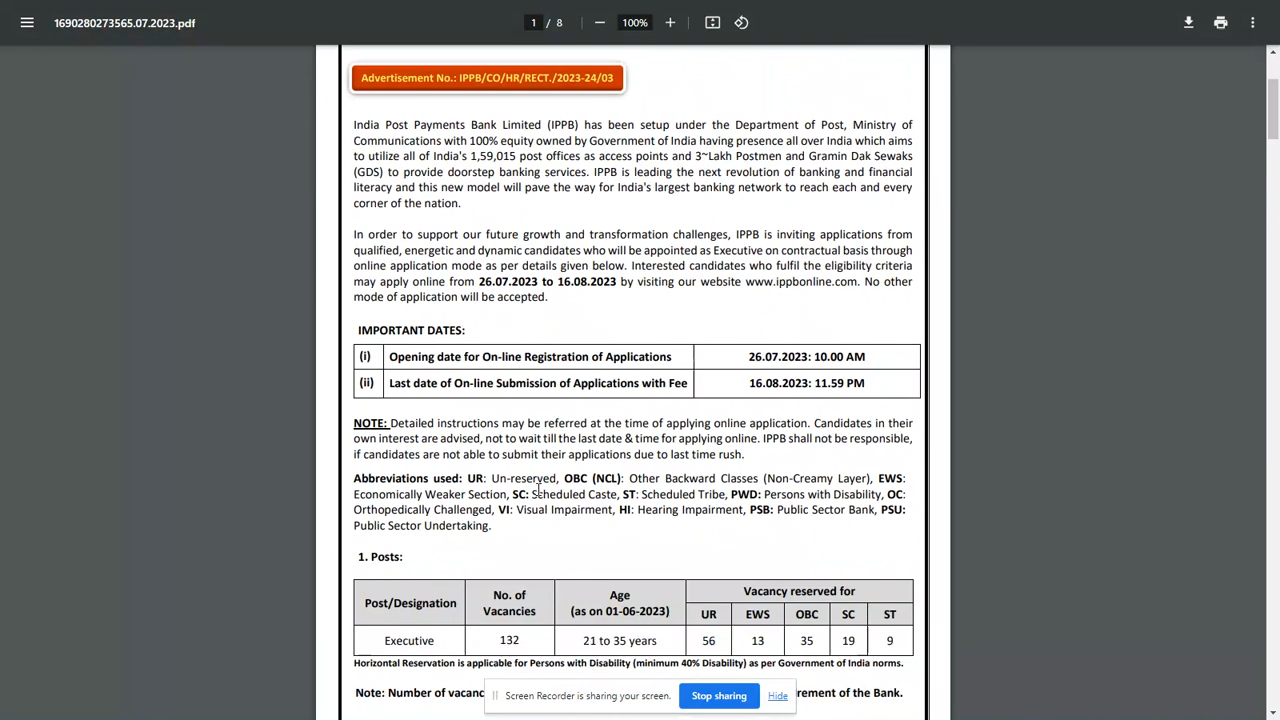 1690280273565.07.2023.pdf
1 / 8
100%
Advertisement No.: IPPB/CO/HR/RECT./2023-24/03
India Post Payments Bank Limited (IPPB) has been setup under the Department of Post, Ministry of
Communications with 100% equity owned by Government of India having presence all over India which aims
to utilize all of India's 1,59,015 post offices as access points and 3~Lakh Postmen and Gramin Dak Sewaks
(GDS) to provide doorstep banking services. IPPB is leading the next revolution of banking and financial
literacy and this new model will pave the way for India's largest banking network to reach each and every
corner of the nation.
In order to support our future growth and transformation challenges, IPPB is inviting applications from
qualified, energetic and dynamic candidates who will be appointed as Executive on contractual basis through
online application mode as per details given below. Interested candidates who fulfil the eligibility criteria
may apply online from 26.07.2023 to 16.08.2023 by visiting our website www.ippbonline.com. No other
mode of application will be accepted.
IMPORTANT DATES:
(i) Opening date for On-line Registration of Applications 26.07.2023: 10.00 AM
(ii) Last date of On-line Submission of Applications with Fee 16.08.2023: 11.59 PM
NOTE: Detailed instructions may be referred at the time of applying online application. Candidates in their
own interest are advised, not to wait till the last date & time for applying online. IPPB shall not be responsible,
if candidates are not able to submit their applications due to last time rush.
Abbreviations used: UR: Un-reserved, OBC (NCL): Other Backward Classes (Non-Creamy Layer), EWS:
Economically Weaker Section, SC: Scheduled Caste, ST: Scheduled Tribe, PWD: Persons with Disability, OC:
Orthopedically Challenged, VI: Visual Impairment, HI: Hearing Impairment, PSB: Public Sector Bank, PSU:
Public Sector Undertaking.
1. Posts:
Post/Designation No. of Vacancies Age (as on 01-06-2023) Vacancy reserved for
UR EWS OBC SC ST
Executive 132 21 to 35 years 56 13 35 19 9
Horizontal Reservation is applicable for Persons with Disability (minimum 40% Disability) as per Government of India norms.
Note: Number of vacanc rement of the Bank.
Screen Recorder is sharing your screen. Stop sharing Hide